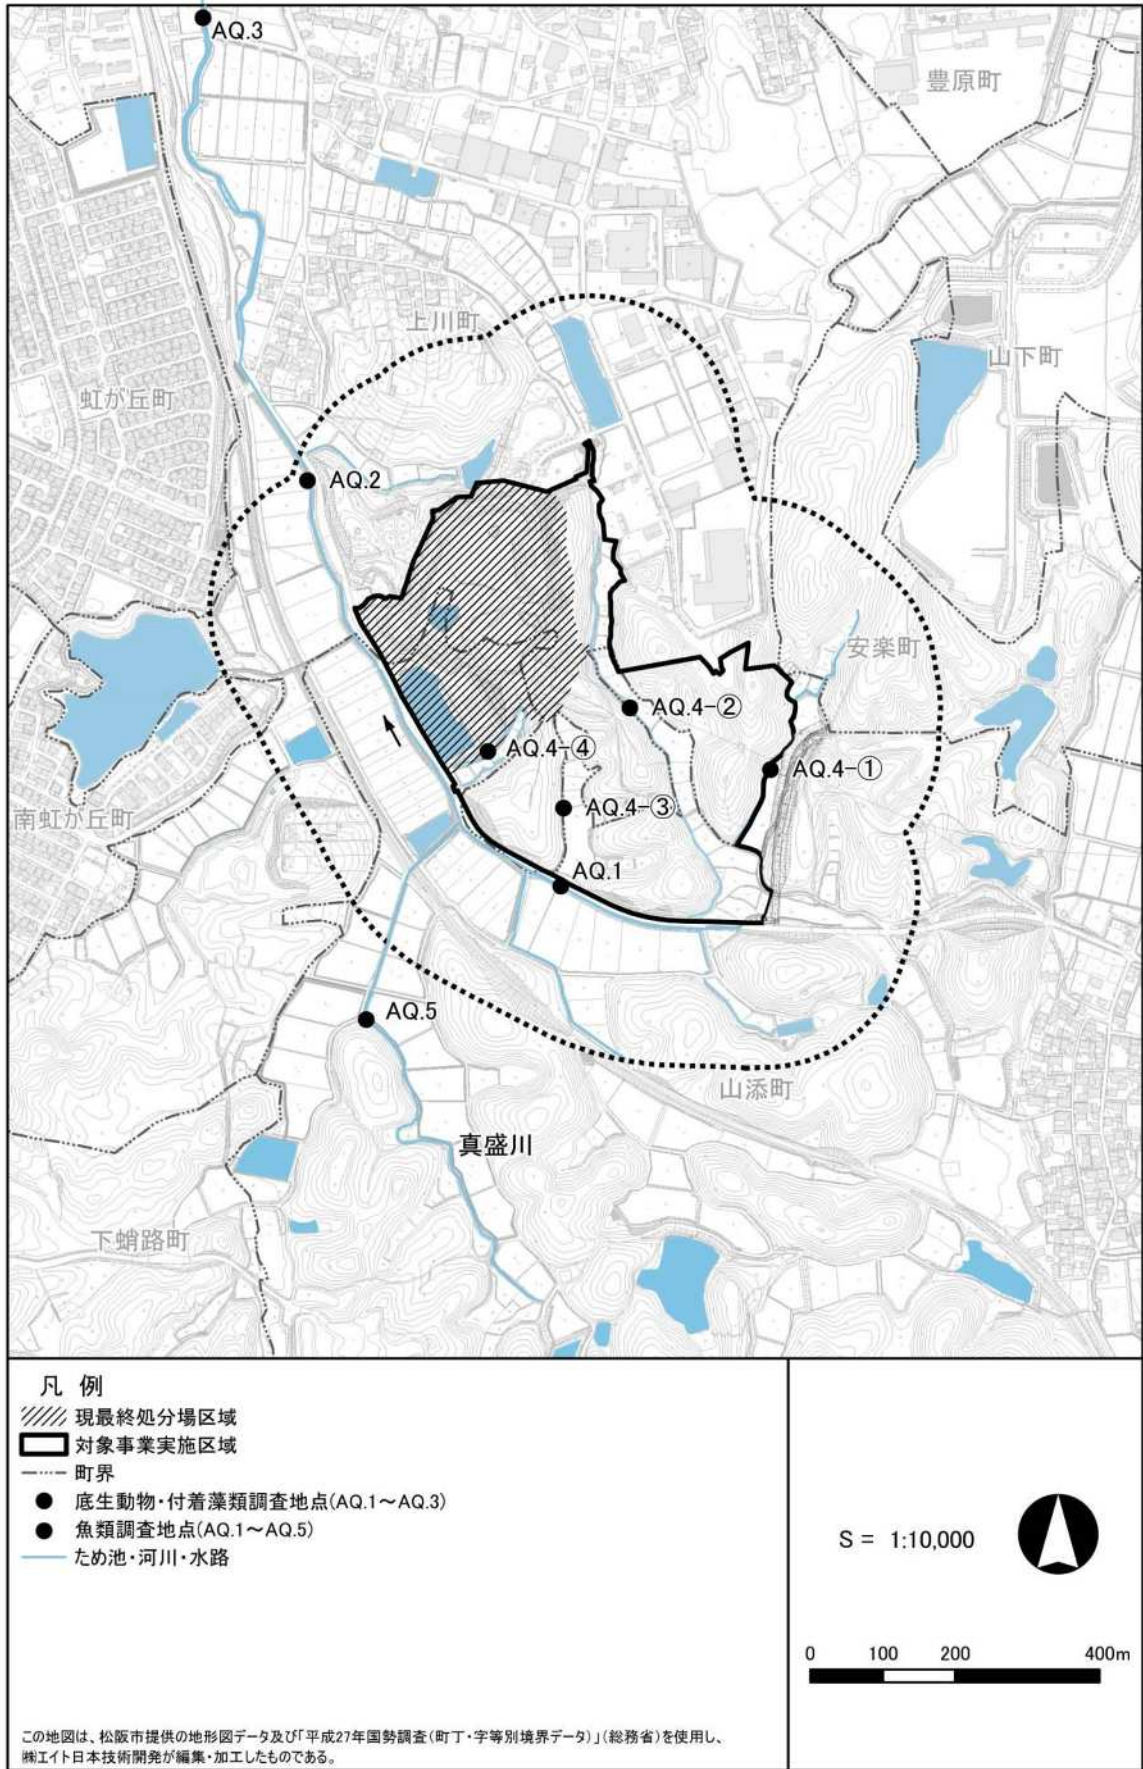 AQ.3
豊原町
上川町
山下町
虹が丘町
AQ.2
安楽町
AQ.4-②
AQ.4-④
AQ.4-①
AQ.4-③
南虹が丘町
AQ.1
AQ.5
山添町
真盛川
下蛸路町
凡 例
現最終処分場区域
対象事業実施区域
町界
底生動物・付着藻類調査地点(AQ.1～AQ.3)
魚類調査地点(AQ.1～AQ.5)
ため池・河川・水路
S = 1:10,000
0 100 200 400m
この地図は、松阪市提供の地形図データ及び「平成27年国勢調査(町丁・字等別境界データ)」(総務省)を使用し、
㈱エイト日本技術開発が編集・加工したものである。